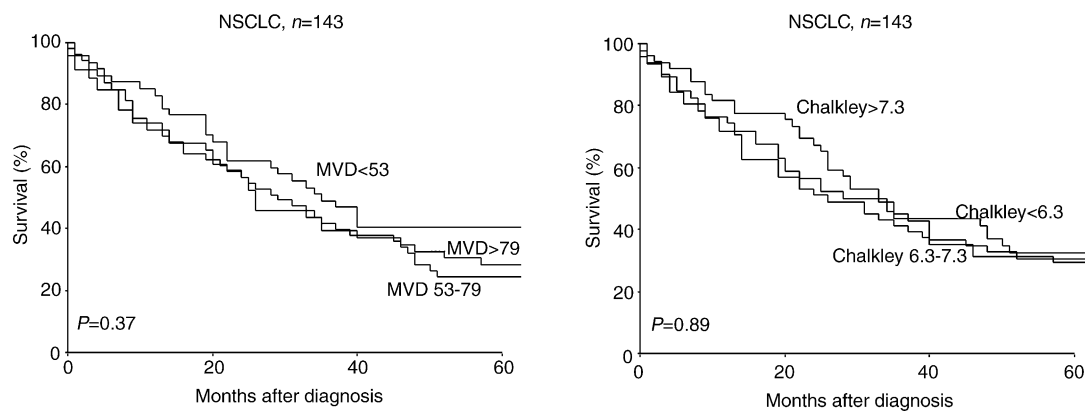 NSCLC, n=143
100
80
60
40
20
0
Survival (%)
MVD<53
MVD>79
MVD 53-79
P=0.37
0 20 40 60
Months after diagnosis
NSCLC, n=143
100
80
60
40
20
0
Survival (%)
Chalkley>7.3
Chalkley<6.3
Chalkley 6.3-7.3
P=0.89
0 20 40 60
Months after diagnosis